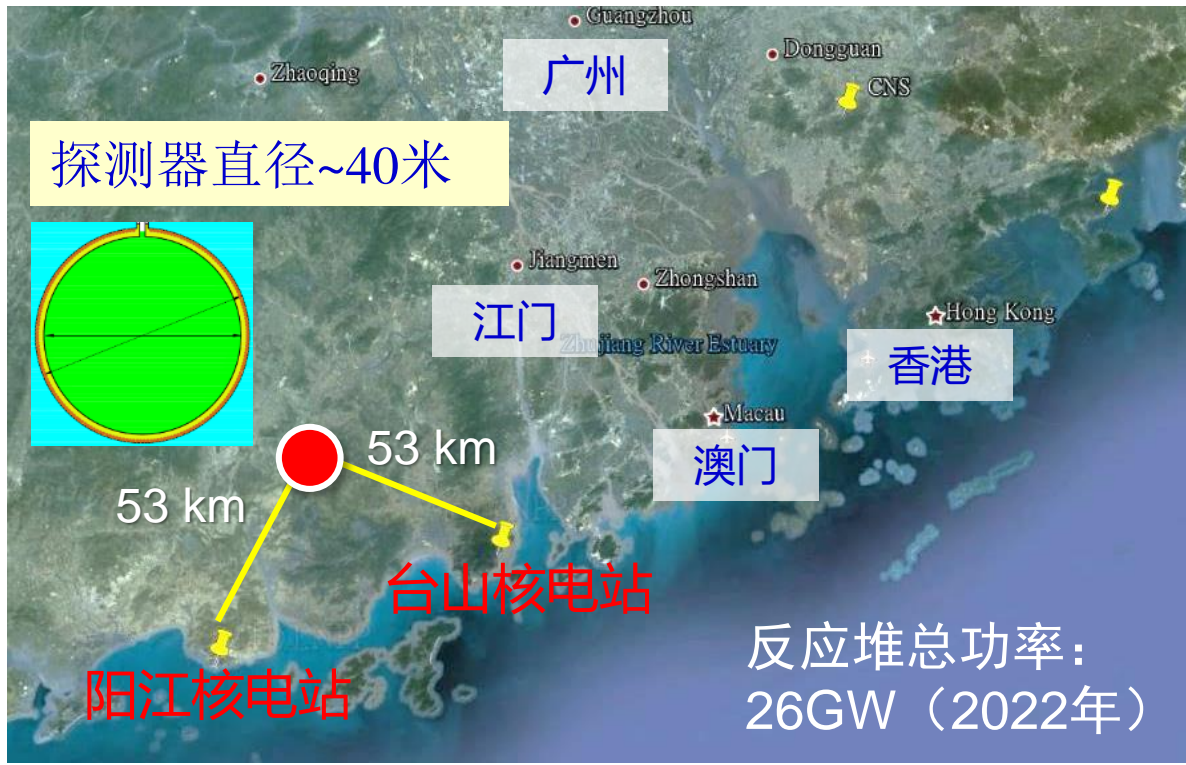 Guangzhou
广州
Dongguan
Zhaoqing
CNS
探测器直径~40米
Jiangmen
Zhongshan
江门
Zhujiang River Estuary
Hong Kong
香港
Macau
澳门
53 km
53 km
台山核电站
阳江核电站
反应堆总功率：
26GW（2022年）